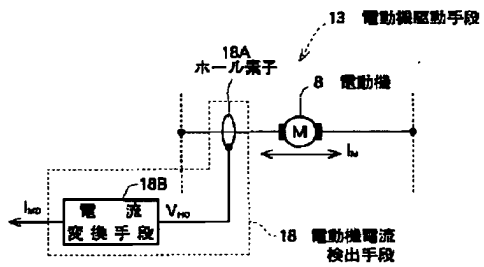 13 電動機駆動手段
18A
ホール素子
8 電動機
M
IM
18B
IMD
電 流
変換手段
VMO
18 電動機電流
検出手段